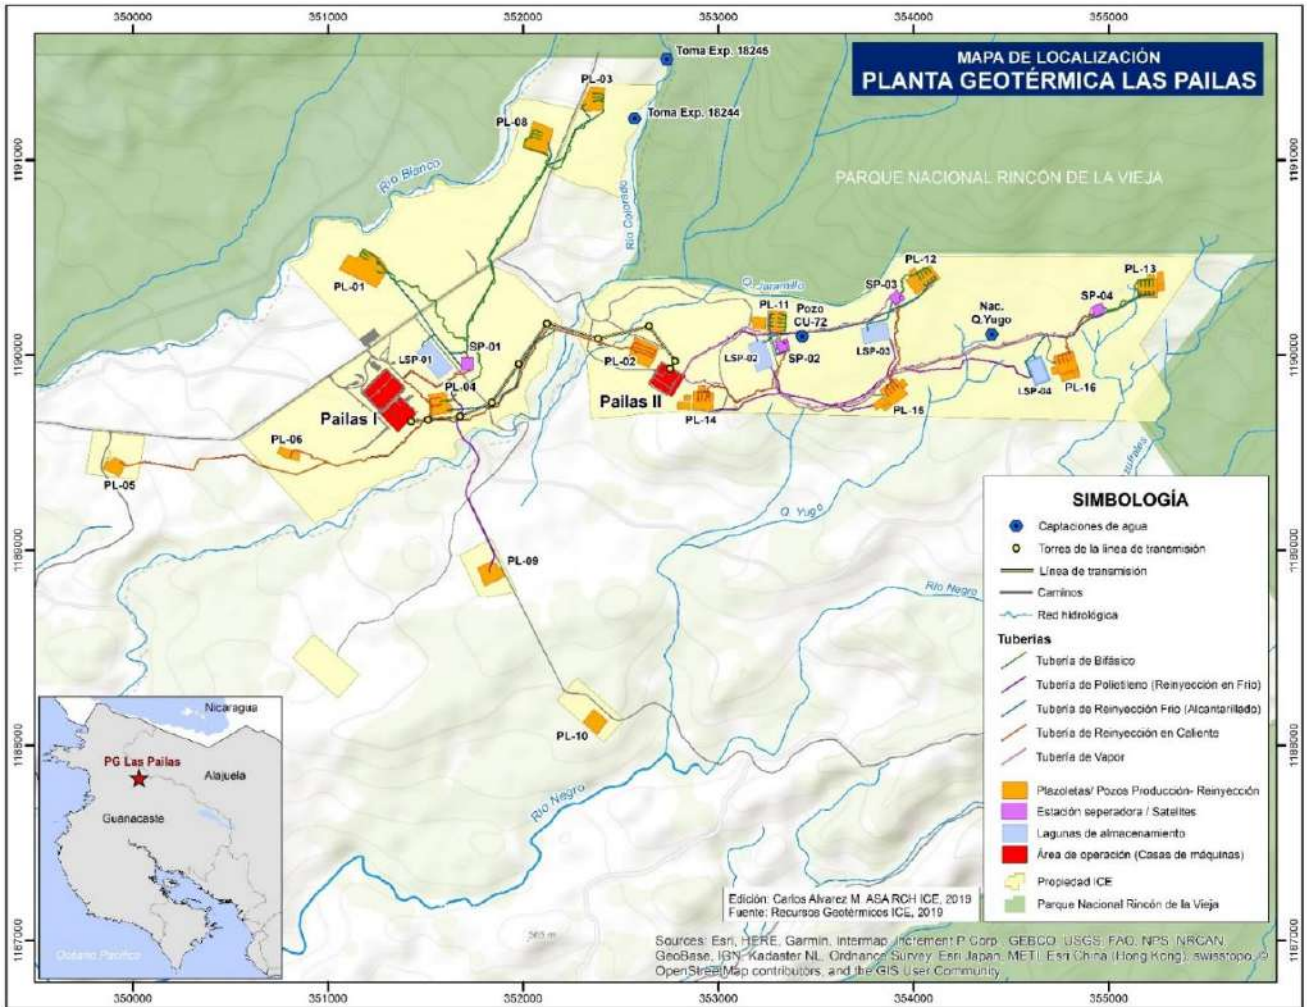 350000 351000 352000 353000 354000 355000
MAPA DE LOCALIZACIÓN
PLANTA GEOTÉRMICA LAS PAILAS
Toma Exp. 18245
PL-03
Toma Exp. 18244
PL-08
1191000
1191000
Río Blanco
PARQUE NACIONAL RINCÓN DE LA VIEJA
Río Colorado
PL-01
PL-12
SP-03
PL-13
Q. Jaramillo
PL-11
Pozo
CU-72
SP-04
Nac.
Q.Yugo
1190000
1190000
LSP-01
SP-01
PL-02
LSP-02
SP-02
LSP-03
PL-04
PL-16
LSP-04
Pailas I
Pailas II
PL-14
PL-15
PL-06
PL-05
Q. Yugo
1189000
1189000
PL-09
Río Negro
PL-10
1188000
1188000
Río Negro
SIMBOLOGÍA
Captaciones de agua
Torres de la línea de transmisión
Línea de transmisión
Caminos
Red hidrológica
Tuberías
Tubería de Bifásico
Tubería de Polietileno (Reinyección en Frío)
Tubería de Reinyección Frío (Alcantarillado)
Tubería de Reinyección en Caliente
Tubería de Vapor
Plazoletas/ Pozos Producción- Reinyección
Estación seperadora / Satelites
Lagunas de almacenamiento
Área de operación (Casas de máquinas)
Propiedad ICE
Parque Nacional Rincón de la Vieja
Nicaragua
PG Las Pailas
Alajuela
Guanacaste
Océano Pacífico
Edición: Carlos Alvarez M. ASA RCH ICE, 2019
Fuente: Recursos Geotérmicos ICE, 2019
1187000
1187000
Sources: Esri, HERE, Garmin, Intermap, Increment P Corp., GEBCO, USGS, FAO, NPS, NRCAN,
GeoBase, IGN, Kadaster NL, Ordnance Survey, Esri Japan, METI, Esri China (Hong Kong), swisstopo, ©
OpenStreetMap contributors, and the GIS User Community
350000 351000 352000 353000 354000 355000